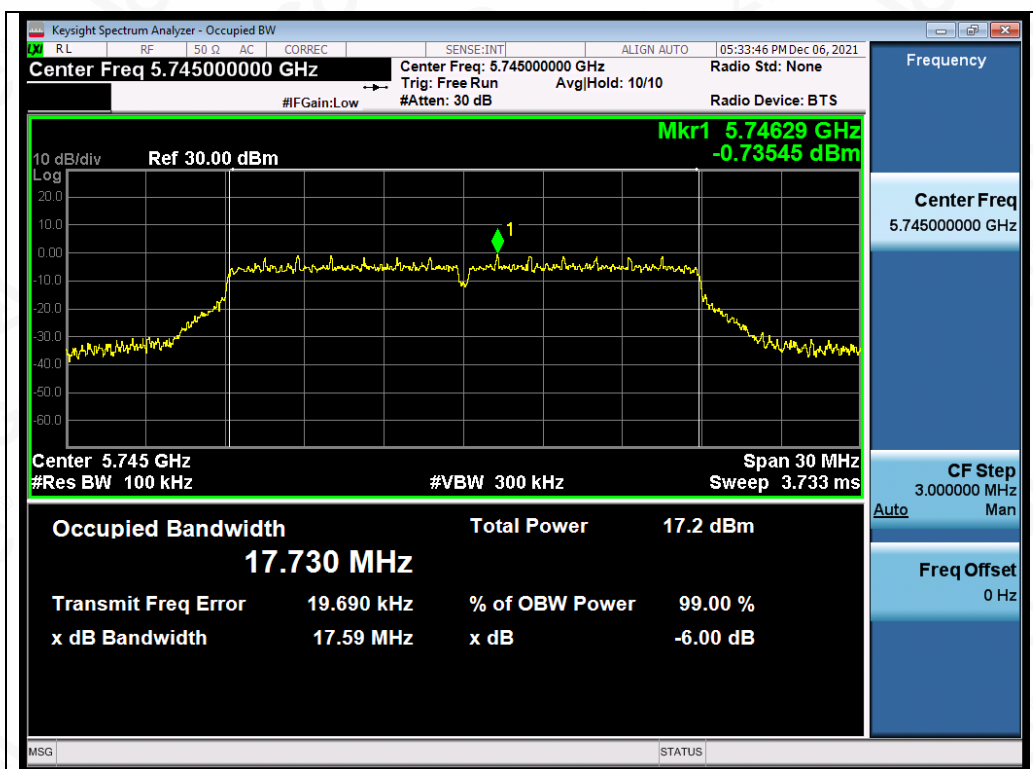 Keysight Spectrum Analyzer - Occupied BW
LXI RL RF 50 Ω AC CORREC SENSE:INT ALIGN AUTO 05:33:46 PM Dec 06, 2021
Center Freq 5.745000000 GHz
Center Freq: 5.745000000 GHz
Radio Std: None
Trig: Free Run Avg|Hold: 10/10
#IFGain:Low
#Atten: 30 dB
Radio Device: BTS
Frequency
Mkr1 5.74629 GHz
-0.73545 dBm
10 dB/div Ref 30.00 dBm
Log
20.0
10.0
0.00
-10.0
-20.0
-30.0
-40.0
-50.0
-60.0
1
Center 5.745 GHz
Span 30 MHz
#Res BW 100 kHz
#VBW 300 kHz
Sweep 3.733 ms
Occupied Bandwidth
17.730 MHz
Total Power 17.2 dBm
Transmit Freq Error 19.690 kHz
% of OBW Power 99.00 %
x dB Bandwidth 17.59 MHz
x dB -6.00 dB
Center Freq
5.745000000 GHz
CF Step
3.000000 MHz
Auto Man
Freq Offset
0 Hz
MSG
STATUS